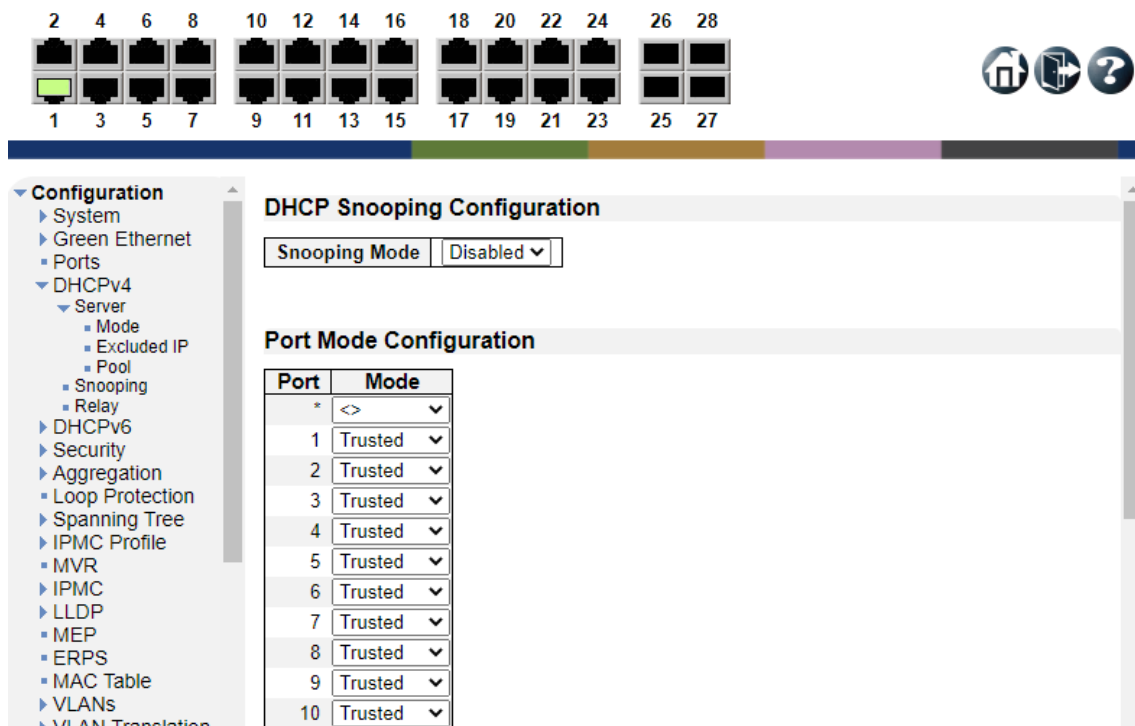 2 4 6 8 10 12 14 16 18 20 22 24 26 28
?
1 3 5 7 9 11 13 15 17 19 21 23 25 27
Configuration
System
Green Ethernet
Ports
DHCPv4
Server
Mode
Excluded IP
Pool
Snooping
Relay
DHCPv6
Security
Aggregation
Loop Protection
Spanning Tree
IPMC Profile
MVR
IPMC
LLDP
MEP
ERPS
MAC Table
VLANs
VLAN Translation
DHCP Snooping Configuration
Snooping Mode Disabled
Port Mode Configuration
Port Mode
* <>
1 Trusted
2 Trusted
3 Trusted
4 Trusted
5 Trusted
6 Trusted
7 Trusted
8 Trusted
9 Trusted
10 Trusted